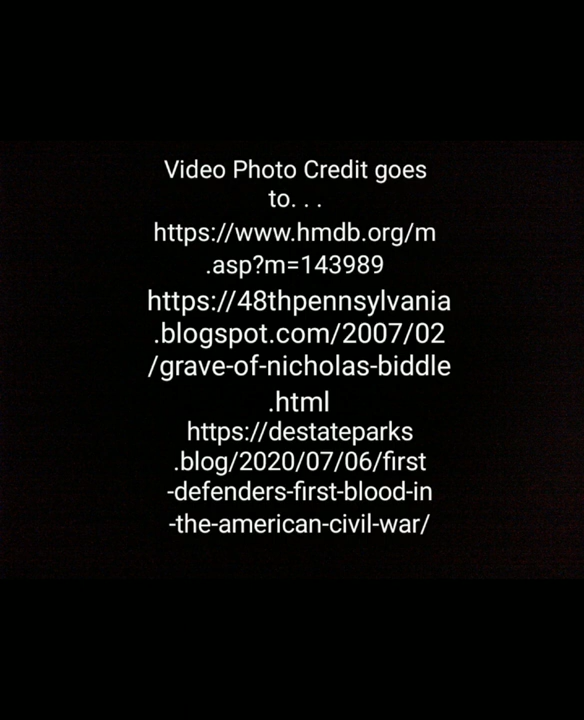 Video Photo Credit goes
to. . .
https://www.hmdb.org/m
.asp?m=143989
https://48thpennsylvania
.blogspot.com/2007/02
/grave-of-nicholas-biddle
.html
https://destateparks
.blog/2020/07/06/first
-defenders-first-blood-in
-the-american-civil-war/